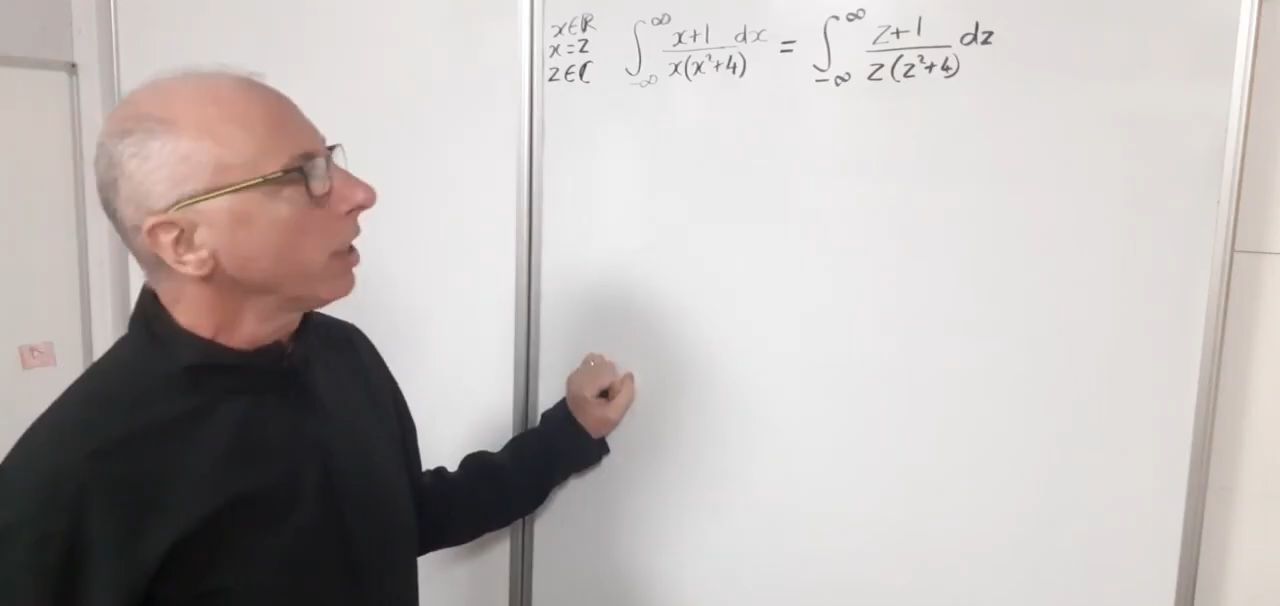 x∈ℝ
x=z
z∈ℂ
∫_{-∞}^{∞} x+1 dx / x(x²+4) = ∫_{-∞}^{∞} z+1 / z(z²+4) dz